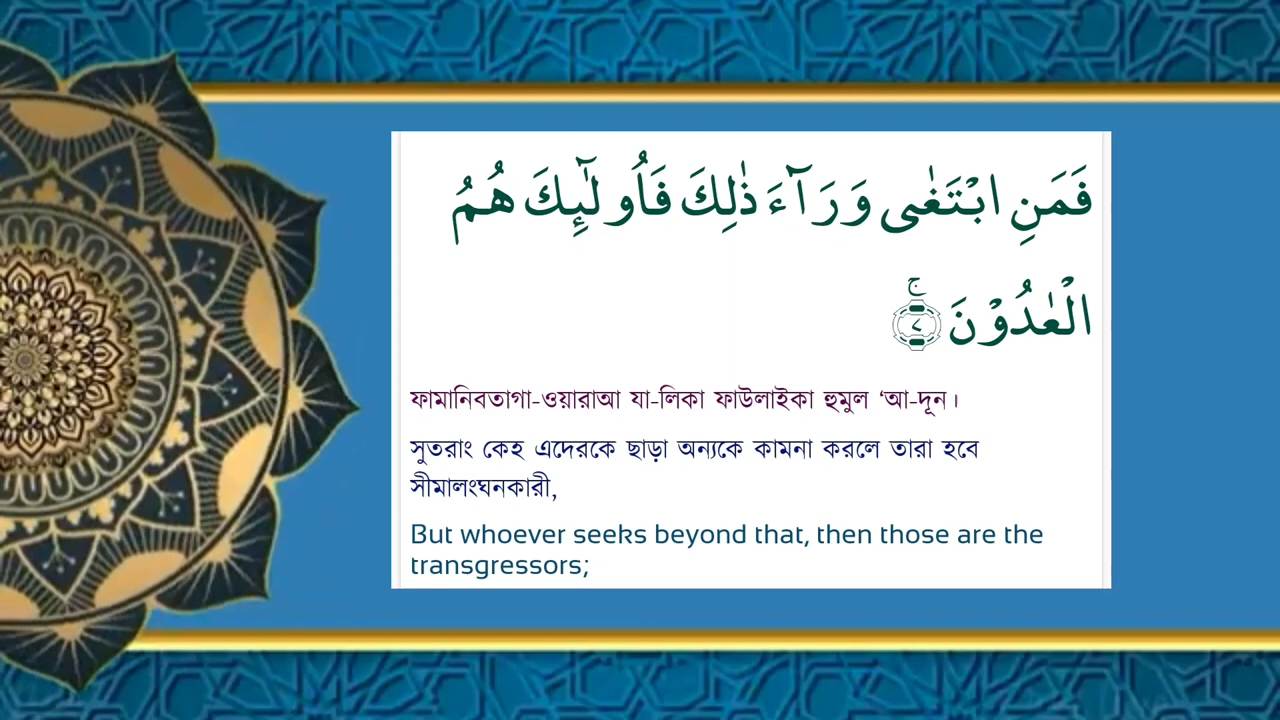 فَمَنِ ابْتَغٰى وَرَآءَ ذٰلِكَ فَاُولٰٓئِكَ هُمُ
الْعٰدُوْنَ ۚ‏ ﴿۷﴾
ফামানিবতাগা-ওয়ারাআ যা-লিকা ফাউলাইকা হুমুল ‘আ-দূন।
সুতরাং কেহ এদেরকে ছাড়া অন্যকে কামনা করলে তারা হবে
সীমালংঘনকারী,
But whoever seeks beyond that, then those are the
transgressors;